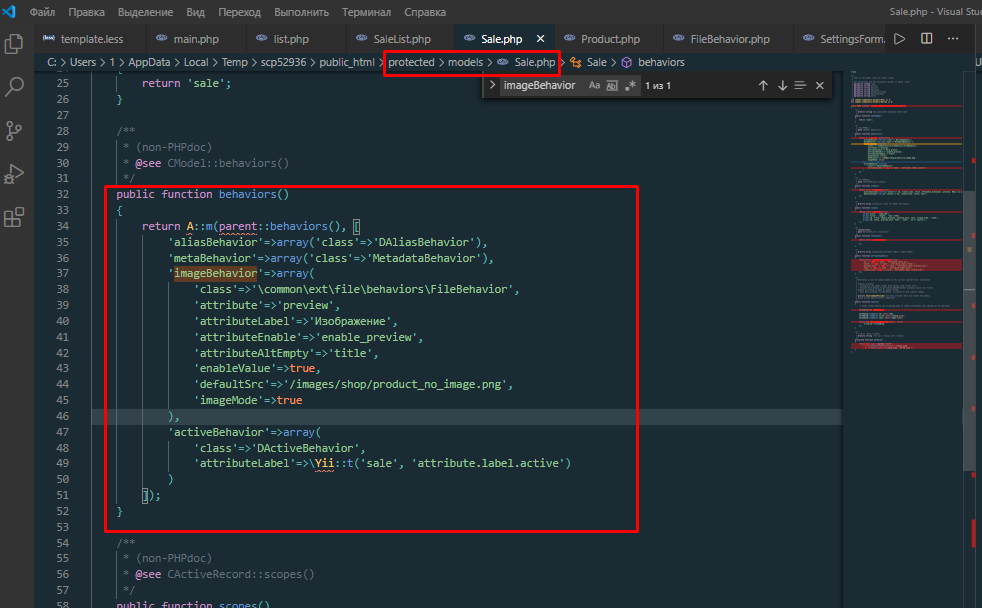 Файл Правка Выделение Вид Переход Выполнить Терминал Справка Sale.php - Visual Stu
template.less main.php list.php SaleList.php Sale.php Product.php FileBehavior.php SettingsForm.
C: > Users > 1 > AppData > Local > Temp > scp52936 > public_html > protected > models > Sale.php > Sale > behaviors
imageBehavior Aa Abl .* 1 из 1
25 return 'sale';
26 }
27
28 /**
29 * (non-PHPdoc)
30 * @see CModel::behaviors()
31 */
32 public function behaviors()
33 {
34 return A::m(parent::behaviors(), [
35 'aliasBehavior'=>array('class'=>'DAliasBehavior'),
36 'metaBehavior'=>array('class'=>'MetadataBehavior'),
37 'imageBehavior'=>array(
38 'class'=>'\common\ext\file\behaviors\FileBehavior',
39 'attribute'=>'preview',
40 'attributeLabel'=>'Изображение',
41 'attributeEnable'=>'enable_preview',
42 'attributeAltEmpty'=>'title',
43 'enableValue'=>true,
44 'defaultSrc'=>'/images/shop/product_no_image.png',
45 'imageMode'=>true
46 ),
47 'activeBehavior'=>array(
48 'class'=>'DActiveBehavior',
49 'attributeLabel'=>\Yii::t('sale', 'attribute.label.active')
50 )
51 ]);
52 }
53
54 /**
55 * (non-PHPdoc)
56 * @see CActiveRecord::scopes()
57 */
58 public function scopes()